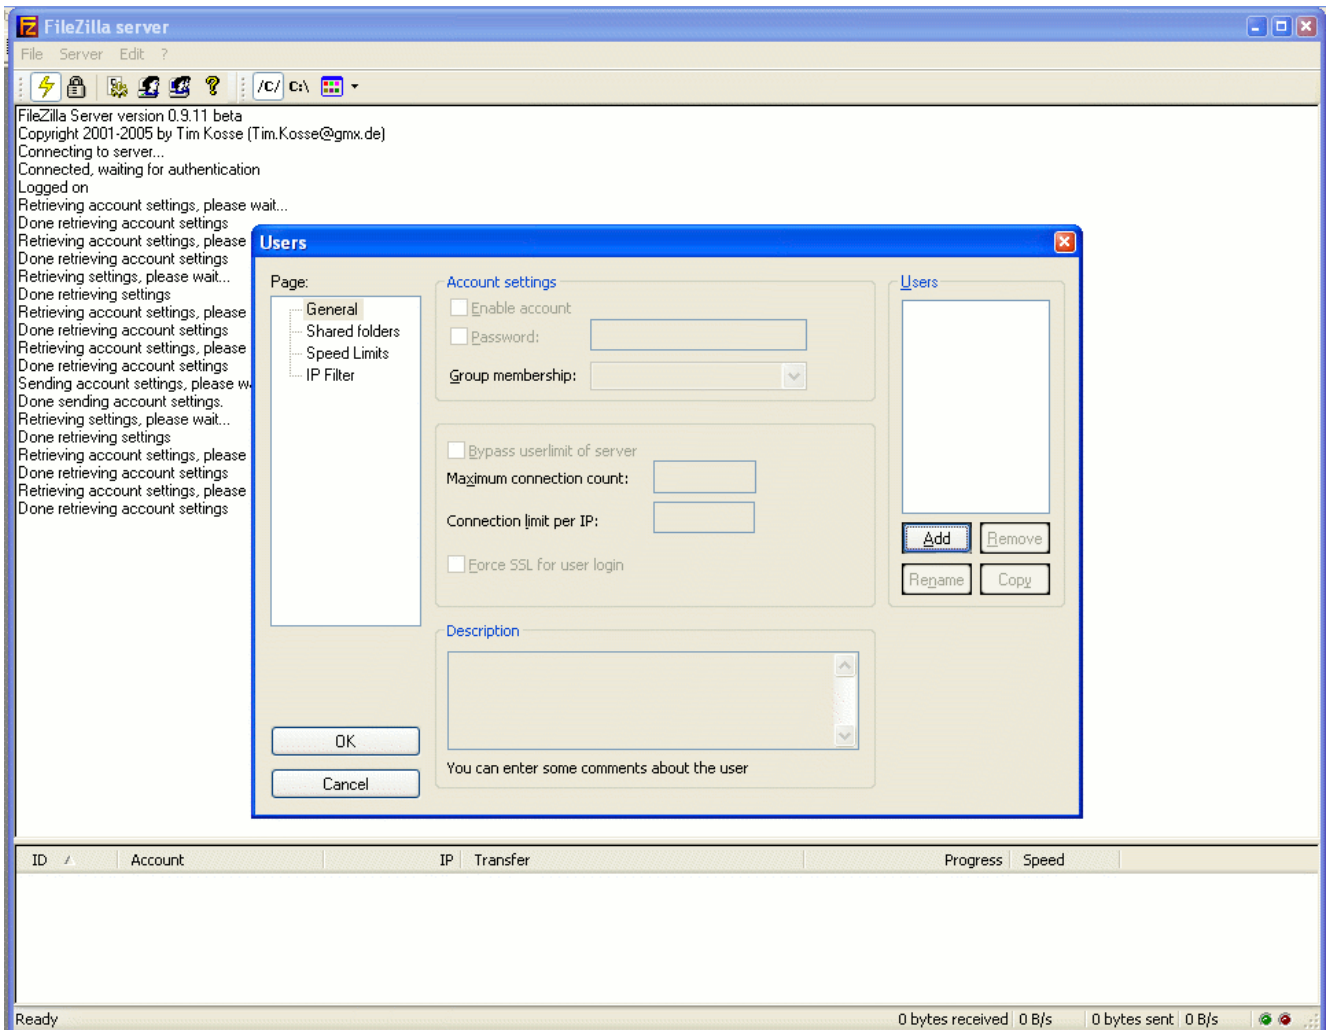 FileZilla server
File Server Edit ?
/C/ C:\
FileZilla Server version 0.9.11 beta
Copyright 2001-2005 by Tim Kosse (Tim.Kosse@gmx.de)
Connecting to server...
Connected, waiting for authentication
Logged on
Retrieving account settings, please wait...
Done retrieving account settings
Retrieving account settings, please
Done retrieving account settings
Retrieving settings, please wait...
Done retrieving settings
Retrieving account settings, please
Done retrieving account settings
Retrieving account settings, please
Done retrieving account settings
Sending account settings, please wa
Done sending account settings.
Retrieving settings, please wait...
Done retrieving settings
Retrieving account settings, please
Done retrieving account settings
Retrieving account settings, please
Done retrieving account settings
Users
Page:
General
Shared folders
Speed Limits
IP Filter
OK
Cancel
Account settings
Enable account
Password:
Group membership:
Bypass userlimit of server
Maximum connection count:
Connection limit per IP:
Force SSL for user login
Description
You can enter some comments about the user
Users
Add Remove
Rename Copy
ID Account IP Transfer Progress Speed
Ready 0 bytes received 0 B/s 0 bytes sent 0 B/s